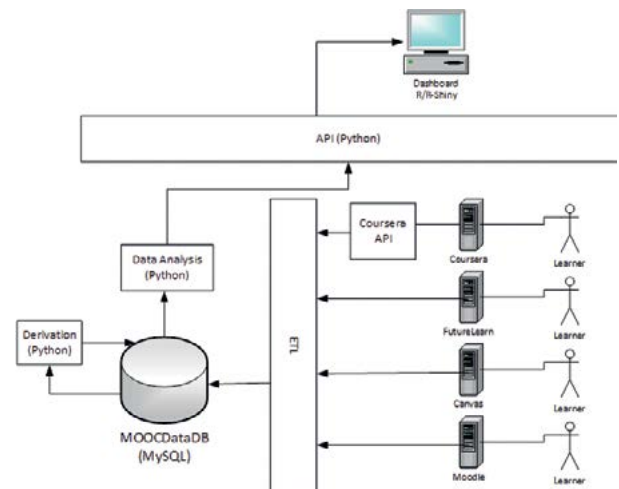 Dashboard
R/R-Shiny
API (Python)
Coursera
API
Coursera
Learner
Data Analysis
(Python)
ETL
FutureLearn
Learner
Derivation
(Python)
Canvas
Learner
MOOCDataDB
(MySQL)
Moodle
Learner